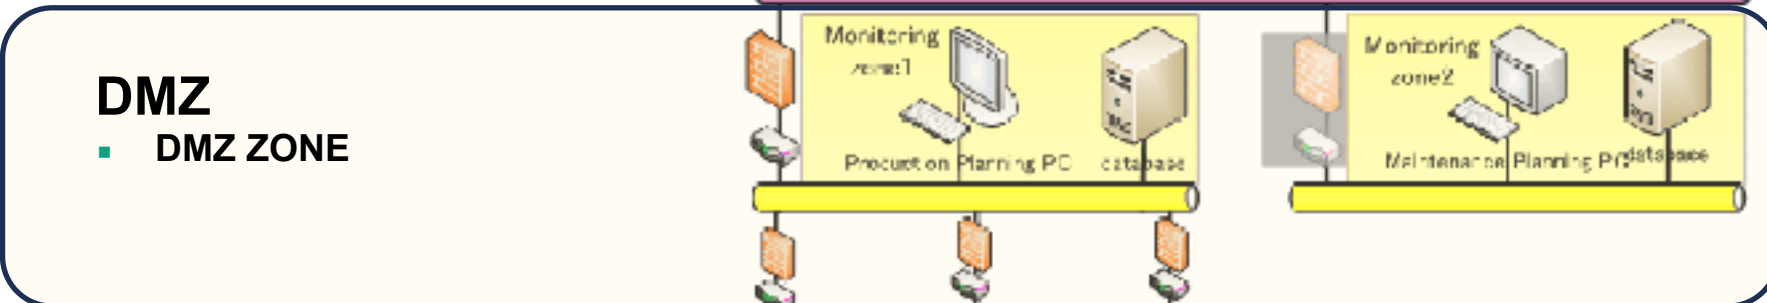 DMZ
DMZ ZONE
Monitoring
zone1
Production Planning PC database
Monitoring
zone2
Maintenance Planning PC database